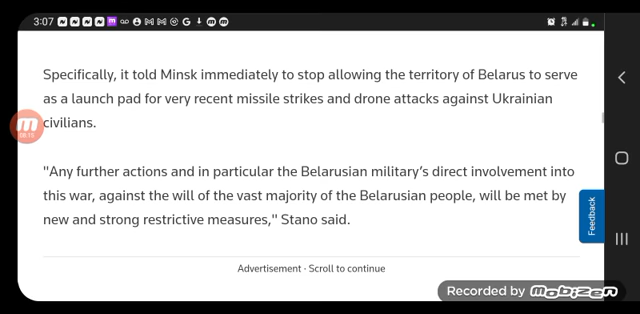 3:07
Specifically, it told Minsk immediately to stop allowing the territory of Belarus to serve
as a launch pad for very recent missile strikes and drone attacks against Ukrainian
civilians.
"Any further actions and in particular the Belarusian military's direct involvement into
this war, against the will of the vast majority of the Belarusian people, will be met by
new and strong restrictive measures," Stano said.
Feedback
Advertisement · Scroll to continue
Recorded by Mobizen